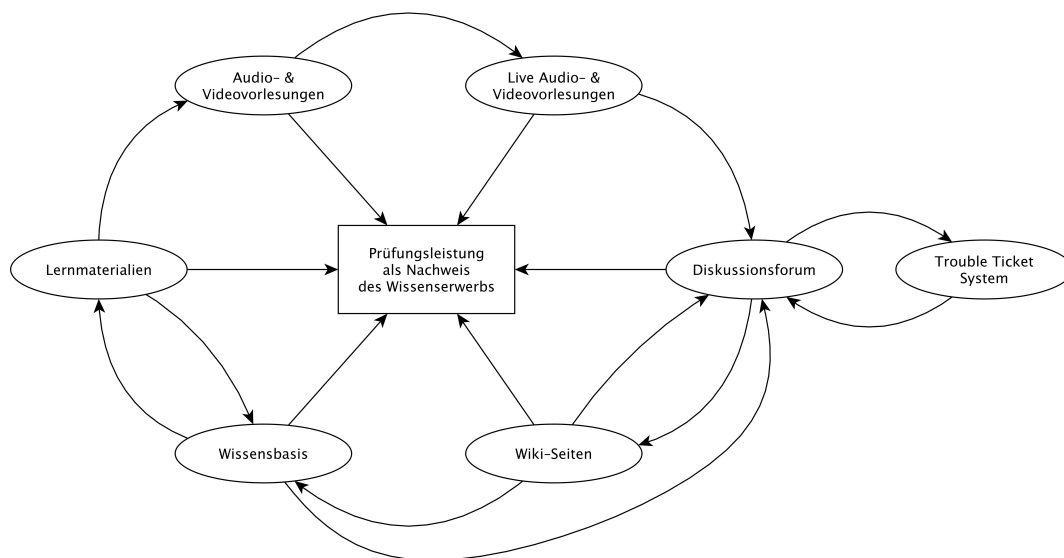 Audio- &
Videovorlesungen
Live Audio- &
Videovorlesungen
Prüfungsleistung
als Nachweis
des Wissenserwerbs
Lernmaterialien
Diskussionsforum
Trouble Ticket
System
Wissensbasis
Wiki-Seiten